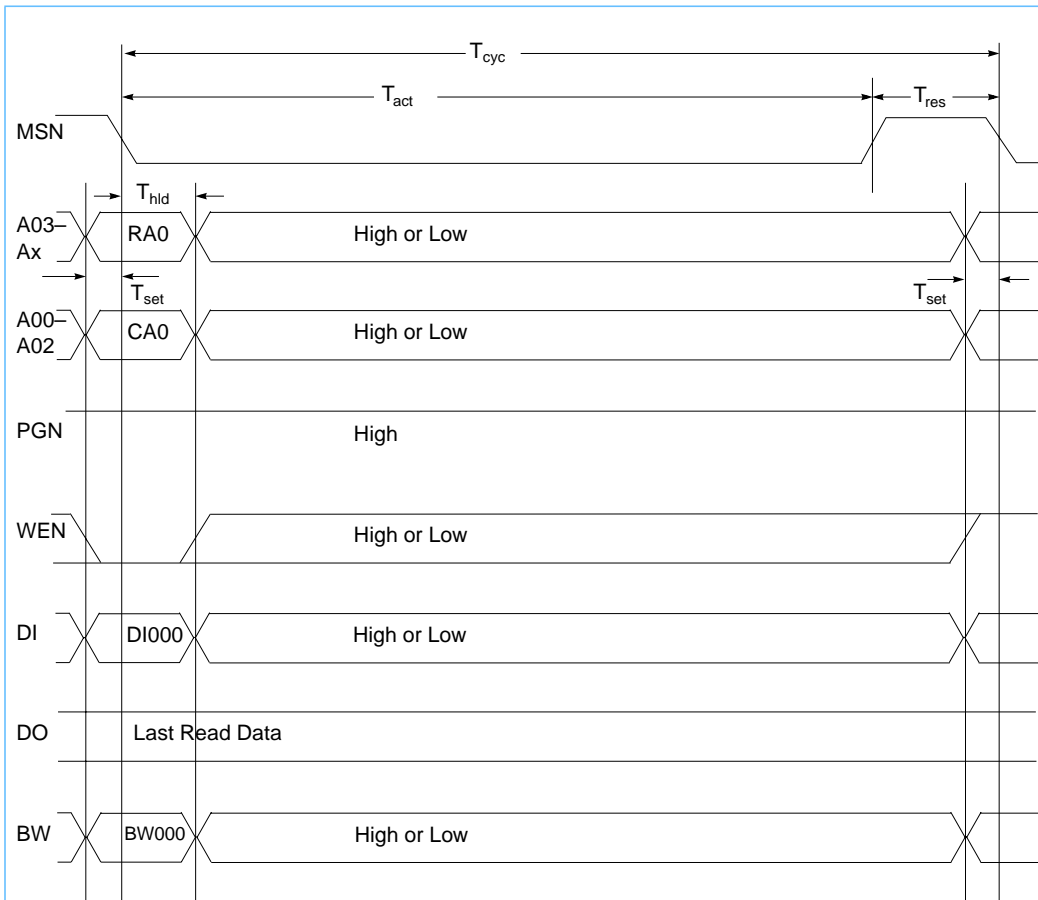 Tcyc
Tact
Tres
MSN
Thld
A03–
Ax
RA0
High or Low
Tset
Tset
A00–
A02
CA0
High or Low
PGN
High
WEN
High or Low
DI
DI000
High or Low
DO
Last Read Data
BW
BW000
High or Low